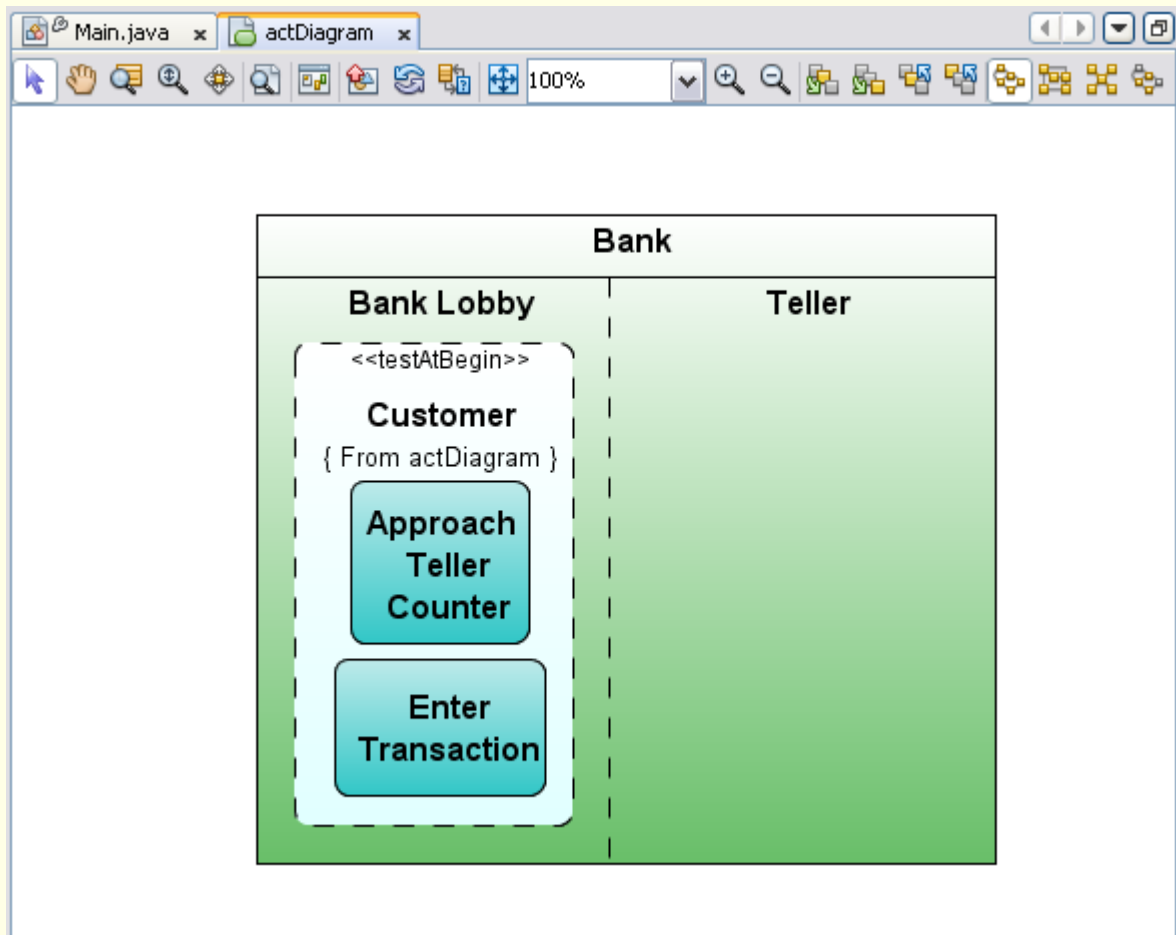 Main.java x actDiagram x
100%
Bank
Bank Lobby
Teller
<<testAtBegin>>
Customer
{ From actDiagram }
Approach
Teller
Counter
Enter
Transaction